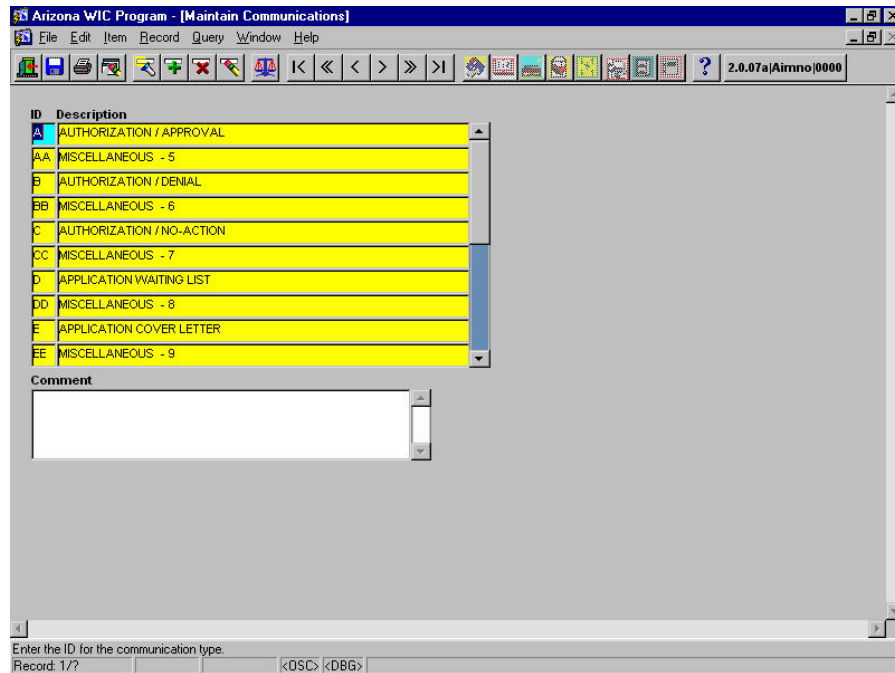 Arizona WIC Program - [Maintain Communications]
File Edit Item Record Query Window Help
? 2.0.07a|Aimno|0000
ID Description
A AUTHORIZATION / APPROVAL
AA MISCELLANEOUS - 5
B AUTHORIZATION / DENIAL
BB MISCELLANEOUS - 6
C AUTHORIZATION / NO-ACTION
CC MISCELLANEOUS - 7
D APPLICATION WAITING LIST
DD MISCELLANEOUS - 8
E APPLICATION COVER LETTER
EE MISCELLANEOUS - 9
Comment
Enter the ID for the communication type.
Record: 1/? <OSC> <DBG>